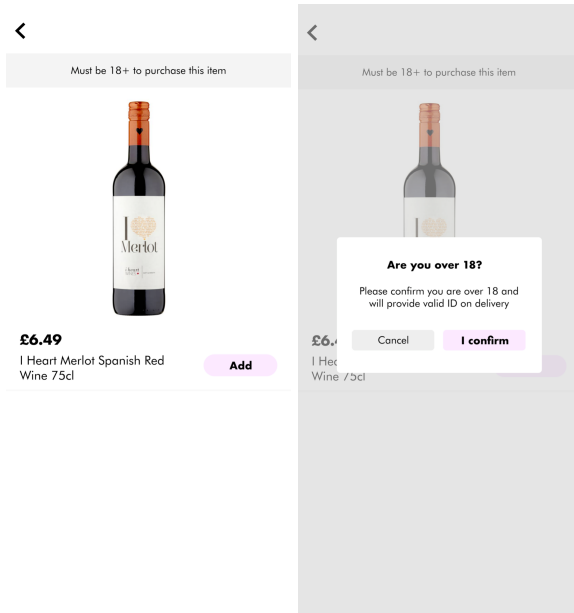 Must be 18+ to purchase this item
I
Merlot
£6.49
I Heart Merlot Spanish Red
Wine 75cl
Add
Must be 18+ to purchase this item
I
Are you over 18?
Please confirm you are over 18 and
will provide valid ID on delivery
Cancel
I confirm
£6.
I Hea
Wine 75cl